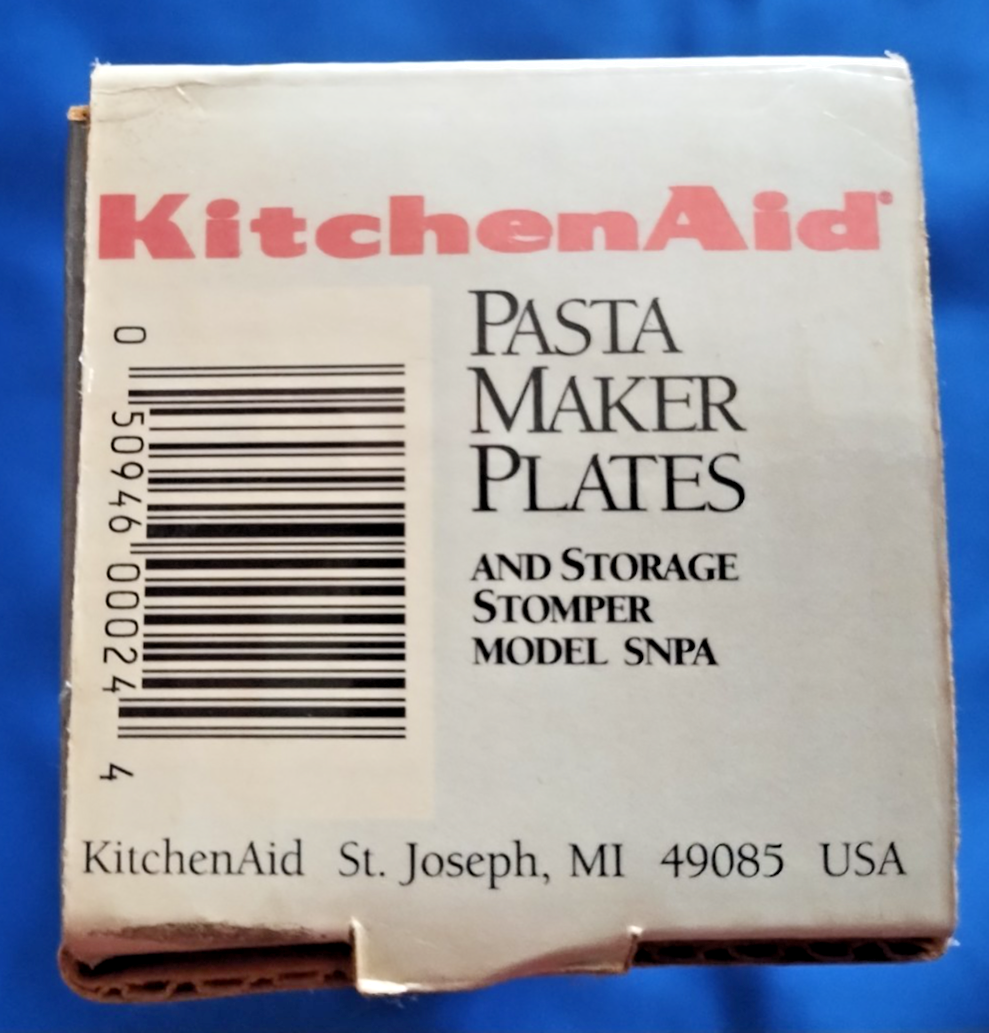 KitchenAid®
PASTA
MAKER
PLATES
AND STORAGE
STOMPER
MODEL SNPA
0 50946 00024 4
KitchenAid St. Joseph, MI 49085 USA